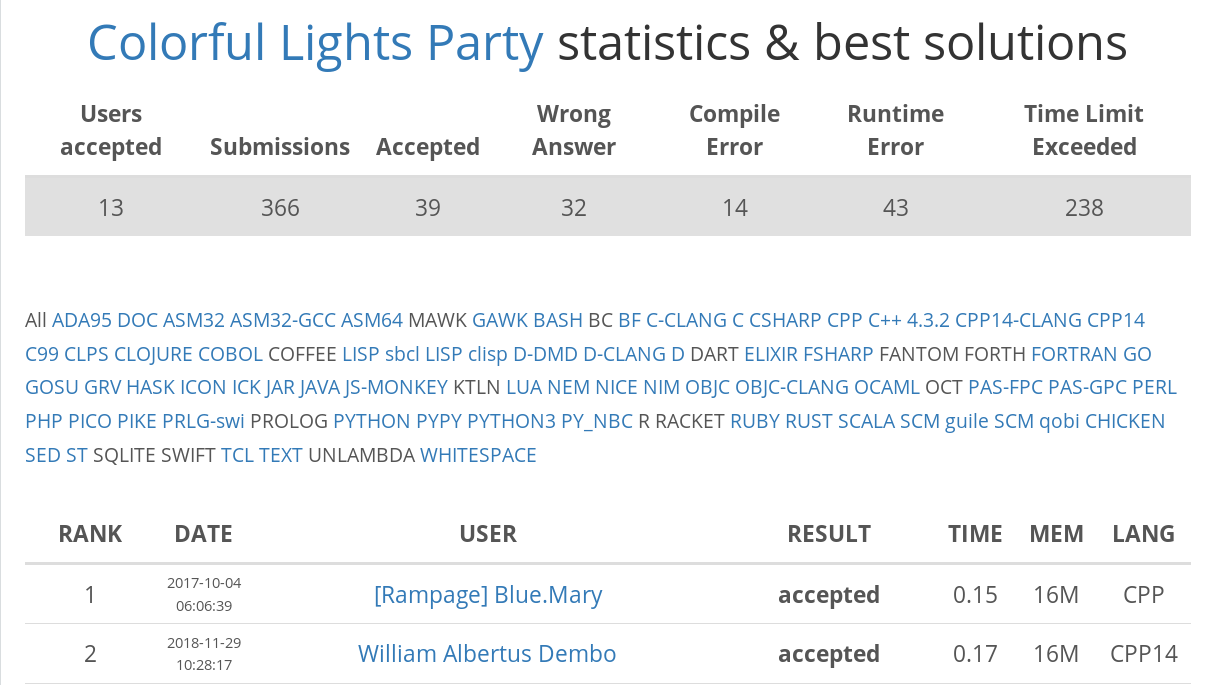 Colorful Lights Party statistics & best solutions
Users accepted Submissions Accepted Wrong Answer Compile Error Runtime Error Time Limit Exceeded
13 366 39 32 14 43 238
All ADA95 DOC ASM32 ASM32-GCC ASM64 MAWK GAWK BASH BC BF C-CLANG C CSHARP CPP C++ 4.3.2 CPP14-CLANG CPP14
C99 CLPS CLOJURE COBOL COFFEE LISP sbcl LISP clisp D-DMD D-CLANG D DART ELIXIR FSHARP FANTOM FORTH FORTRAN GO
GOSU GRV HASK ICON ICK JAR JAVA JS-MONKEY KTLN LUA NEM NICE NIM OBJC OBJC-CLANG OCAML OCT PAS-FPC PAS-GPC PERL
PHP PICO PIKE PRLG-swi PROLOG PYTHON PYPY PYTHON3 PY_NBC R RACKET RUBY RUST SCALA SCM guile SCM qobi CHICKEN
SED ST SQLITE SWIFT TCL TEXT UNLAMBDA WHITESPACE
RANK DATE USER RESULT TIME MEM LANG
1 2017-10-04 06:06:39 [Rampage] Blue.Mary accepted 0.15 16M CPP
2 2018-11-29 10:28:17 William Albertus Dembo accepted 0.17 16M CPP14